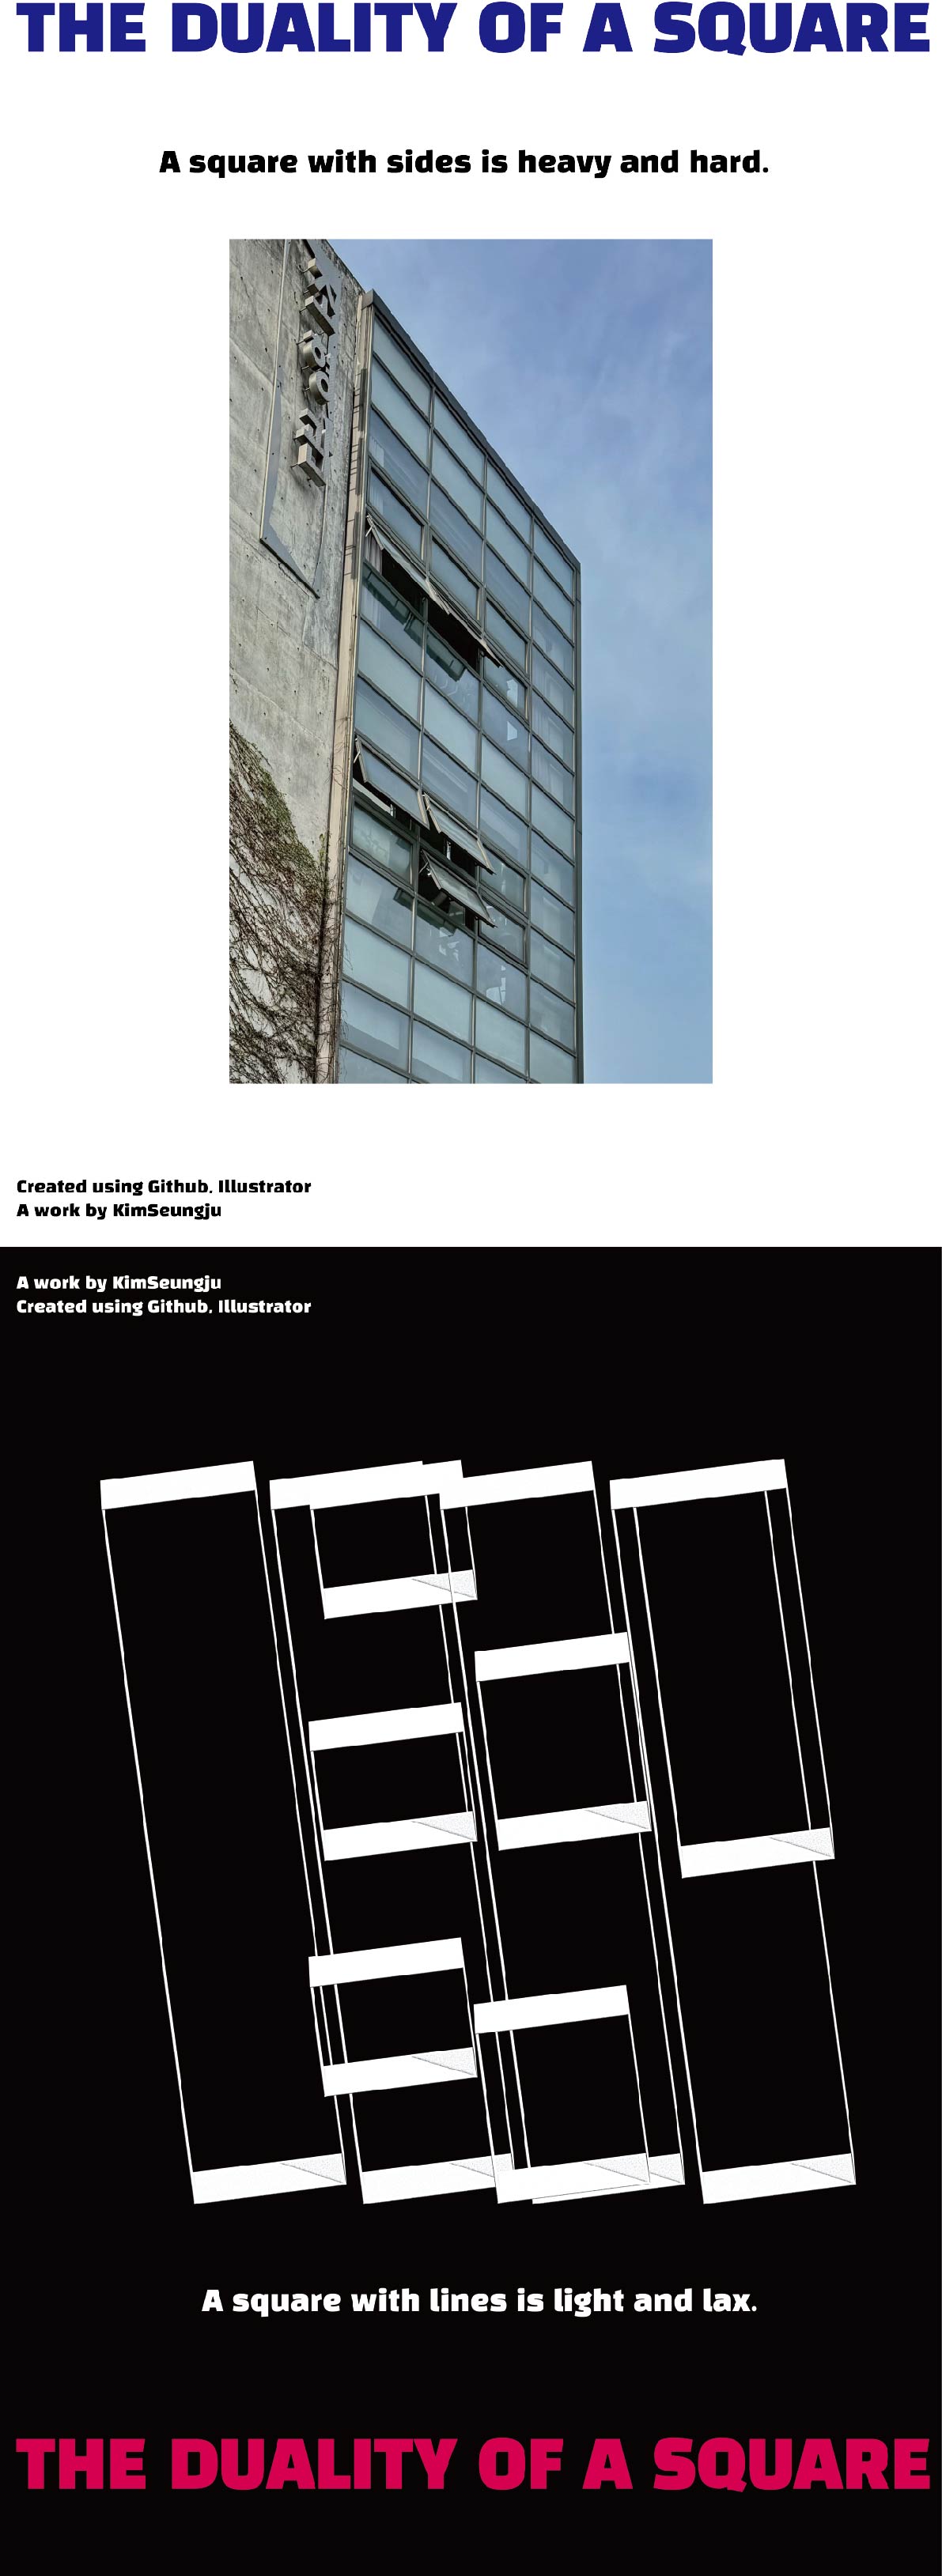 THE DUALITY OF A SQUARE
A square with sides is heavy and hard.
Created using Github. Illustrator
A work by KimSeungju
A work by KimSeungju
Created using Github. Illustrator
A square with lines is light and lax.
THE DUALITY OF A SQUARE